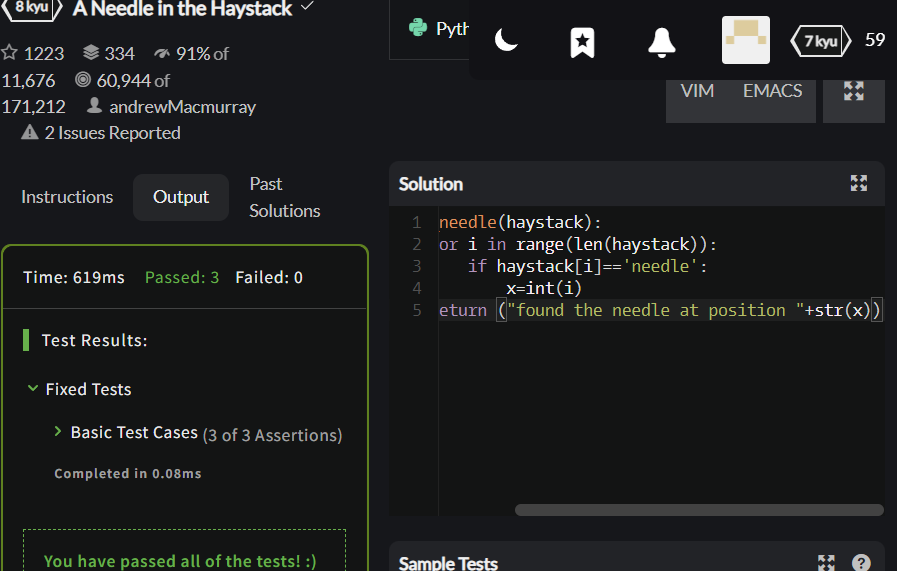 8 kyu A Needle in the Haystack
1223 334 91% of
11,676 60,944 of
171,212 andrewMacmurray
2 Issues Reported
Pyth
7 kyu 59
VIM EMACS
Instructions Output Past
Solutions
Time: 619ms Passed: 3 Failed: 0
Test Results:
Fixed Tests
Basic Test Cases (3 of 3 Assertions)
Completed in 0.08ms
You have passed all of the tests! :)
Solution
1 needle(haystack):
2 or i in range(len(haystack)):
3 if haystack[i]=='needle':
4 x=int(i)
5 eturn ("found the needle at position "+str(x))
Sample Tests ?